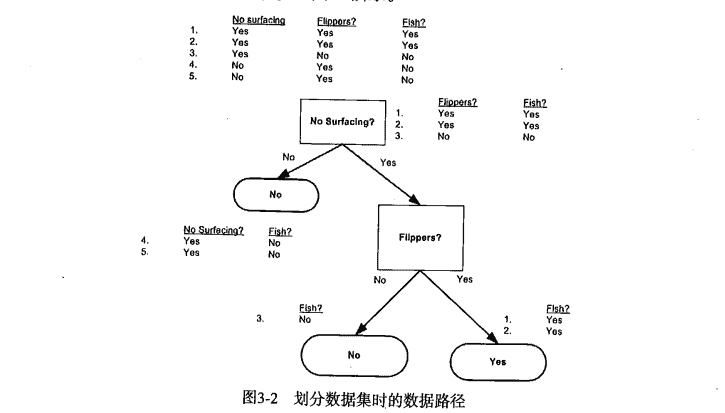 No surfacing Flippers? Fish?
1. Yes Yes Yes
2. Yes Yes Yes
3. Yes No No
4. No Yes No
5. No Yes No
Flippers? Fish?
1. Yes Yes
2. Yes Yes
3. No No
No Surfacing?
No Yes
No
No Surfacing? Fish?
4. Yes No
5. Yes No
Flippers?
No Yes
Fish?
3. No
Fish?
1. Yes
2. Yes
No
Yes
图3-2 划分数据集时的数据路径